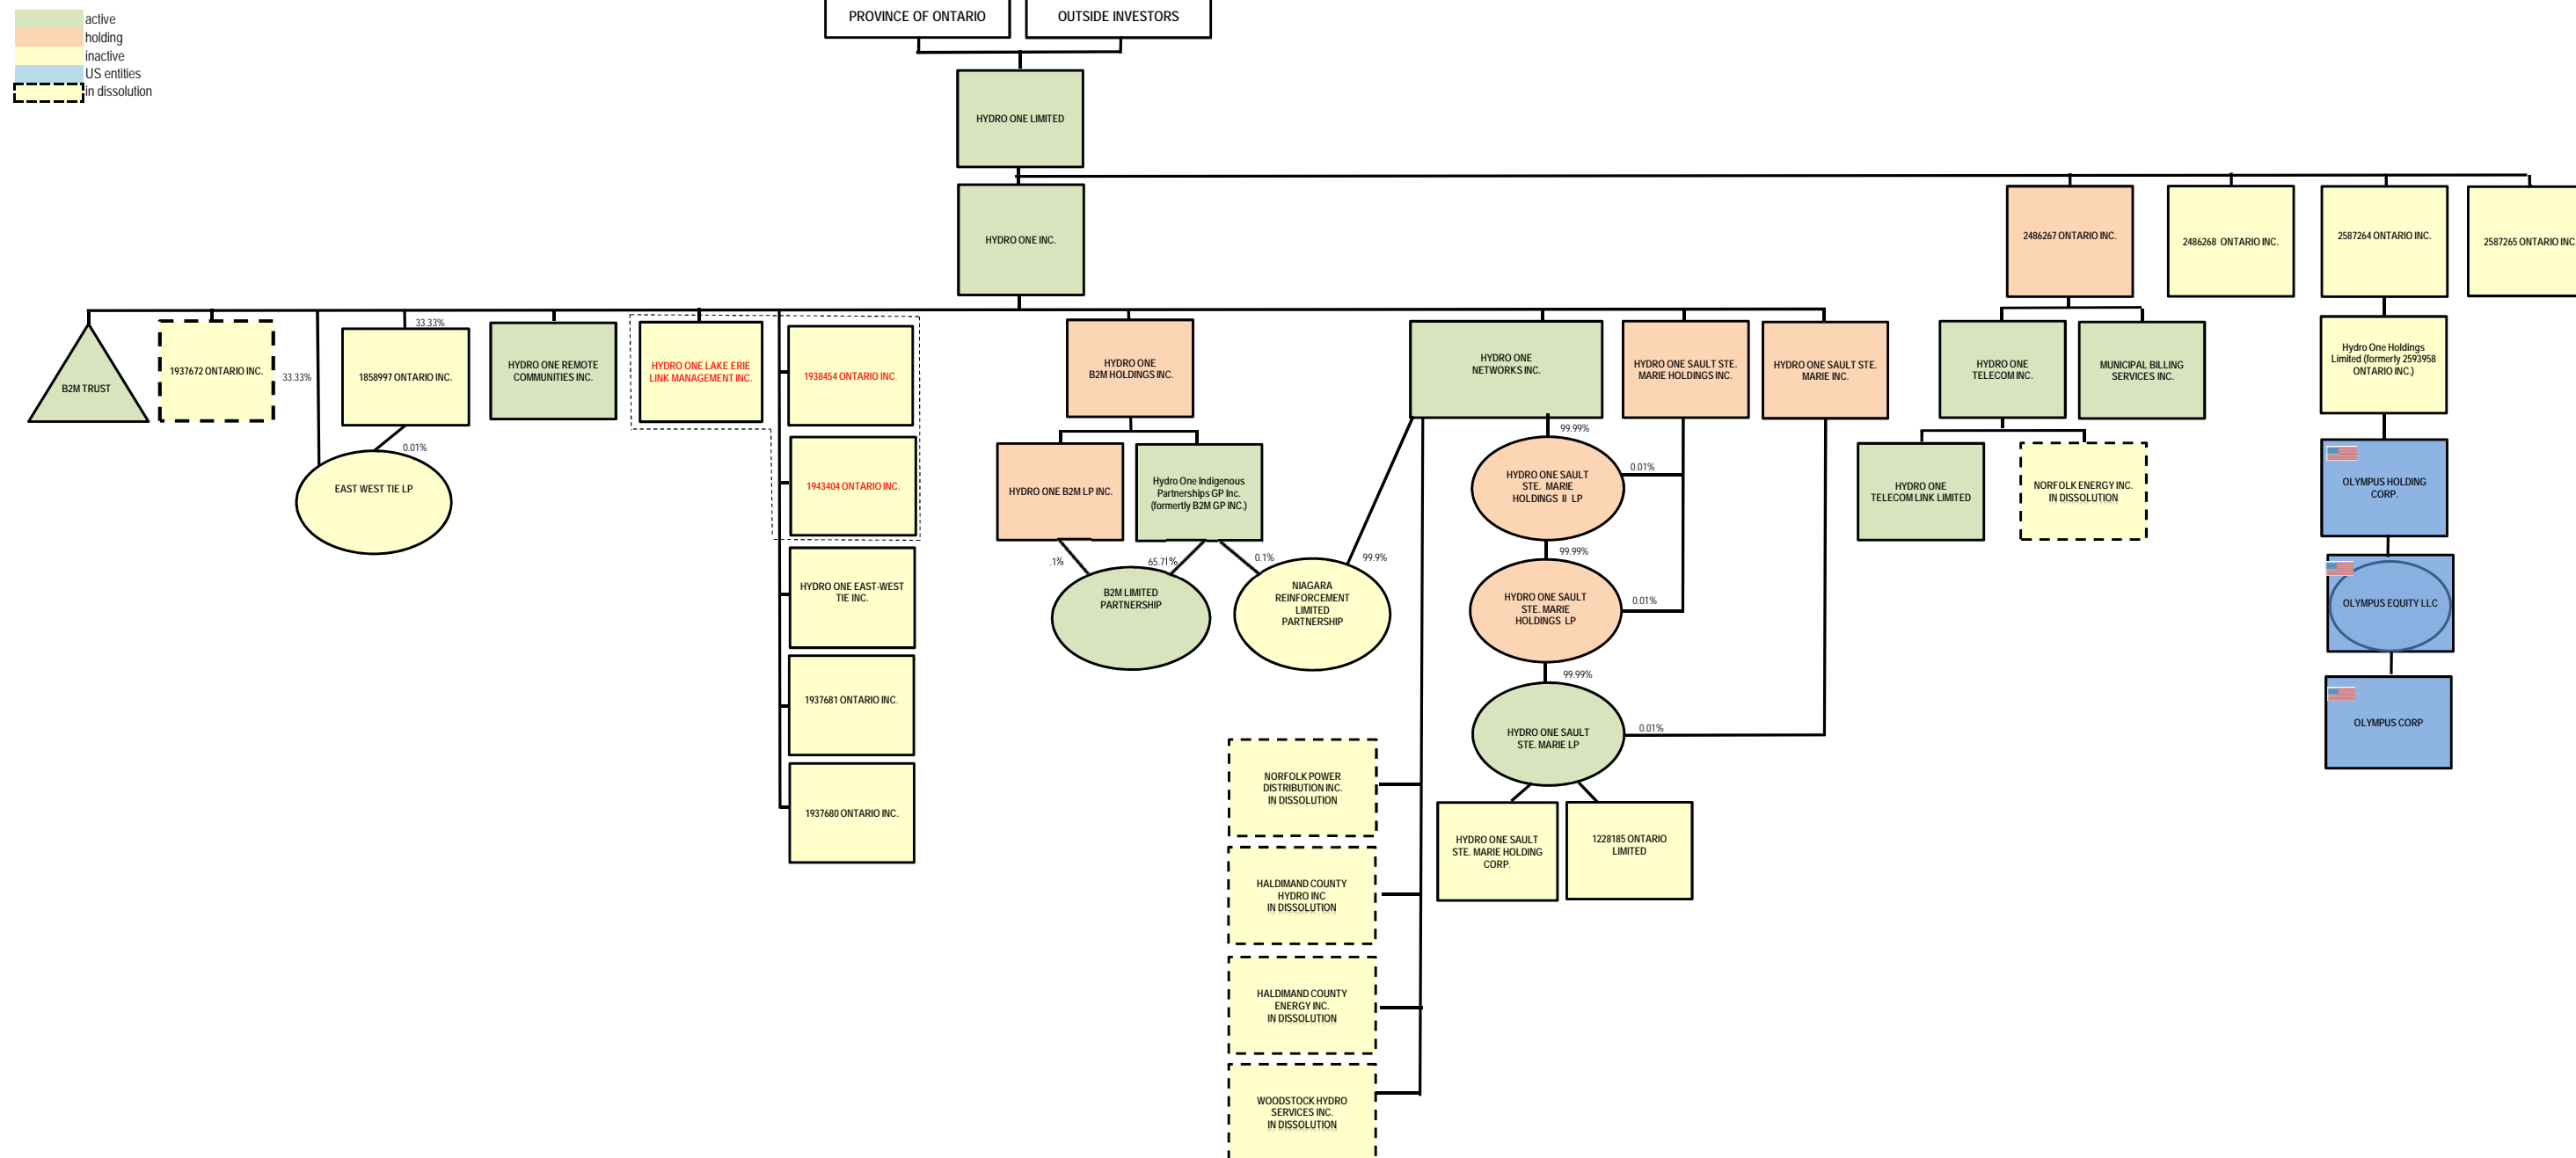 active
holding
inactive
US entities
in dissolution
PROVINCE OF ONTARIO
OUTSIDE INVESTORS
HYDRO ONE LIMITED
HYDRO ONE INC.
2486267 ONTARIO INC.
2486268 ONTARIO INC.
2587264 ONTARIO INC.
2587265 ONTARIO INC.
B2M TRUST
1937672 ONTARIO INC.
33.33%
33.33%
1858997 ONTARIO INC.
0.01%
EAST WEST TIE LP
HYDRO ONE REMOTE
COMMUNITIES INC.
HYDRO ONE LAKE ERIE
LINK MANAGEMENT INC.
1938454 ONTARIO INC.
1943404 ONTARIO INC.
HYDRO ONE EAST-WEST
TIE INC.
1937681 ONTARIO INC.
1937680 ONTARIO INC.
HYDRO ONE
B2M HOLDINGS INC.
HYDRO ONE B2M LP INC.
Hydro One Indigenous
Partnerships GP Inc.
(formertly B2M GP INC.)
.1%
65.71%
0.1%
99.9%
B2M LIMITED
PARTNERSHIP
NIAGARA
REINFORCEMENT
LIMITED
PARTNERSHIP
HYDRO ONE
NETWORKS INC.
HYDRO ONE SAULT STE.
MARIE HOLDINGS INC.
HYDRO ONE SAULT STE.
MARIE INC.
99.99%
HYDRO ONE SAULT
STE. MARIE
HOLDINGS II LP
0.01%
99.99%
HYDRO ONE SAULT
STE. MARIE
HOLDINGS LP
0.01%
99.99%
HYDRO ONE SAULT
STE. MARIE LP
0.01%
HYDRO ONE SAULT
STE. MARIE HOLDING
CORP.
1228185 ONTARIO
LIMITED
NORFOLK POWER
DISTRIBUTION INC.
IN DISSOLUTION
HALDIMAND COUNTY
HYDRO INC
IN DISSOLUTION
HALDIMAND COUNTY
ENERGY INC.
IN DISSOLUTION
WOODSTOCK HYDRO
SERVICES INC.
IN DISSOLUTION
HYDRO ONE
TELECOM INC.
MUNICIPAL BILLING
SERVICES INC.
HYDRO ONE
TELECOM LINK LIMITED
NORFOLK ENERGY INC.
IN DISSOLUTION
Hydro One Holdings
Limited (formerly 2593958
ONTARIO INC.)
OLYMPUS HOLDING
CORP.
OLYMPUS EQUITY LLC
OLYMPUS CORP